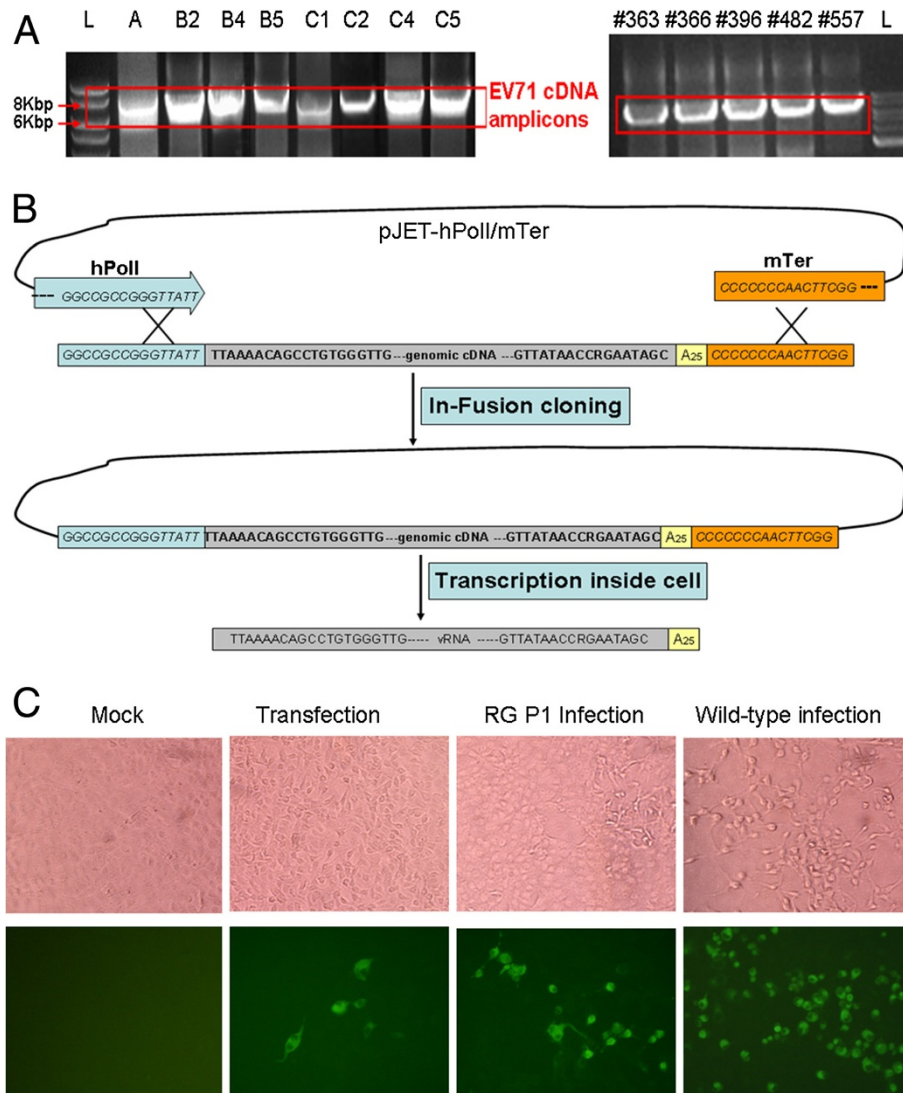 A
L A B2 B4 B5 C1 C2 C4 C5
#363 #366 #396 #482 #557 L
8Kbp
6Kbp
EV71 cDNA
amplicons
B
pJET-hPolI/mTer
hPolI
mTer
--- GGCCGCCGGGTTATT
CCCCCCCAACTTCGG ---
GGCCGCCGGGTTATT TTAAAACAGCCTGTGGGTTG ---genomic cDNA ---GTTATAACCRGAATAGC A25 CCCCCCCAACTTCGG
In-Fusion cloning
GGCCGCCGGGTTATT TTAAAACAGCCTGTGGGTTG ---genomic cDNA ---GTTATAACCRGAATAGC A25 CCCCCCCAACTTCGG
Transcription inside cell
TTAAAACAGCCTGTGGGTTG----- vRNA -----GTTATAACCRGAATAGC A25
C
Mock Transfection RG P1 Infection Wild-type infection